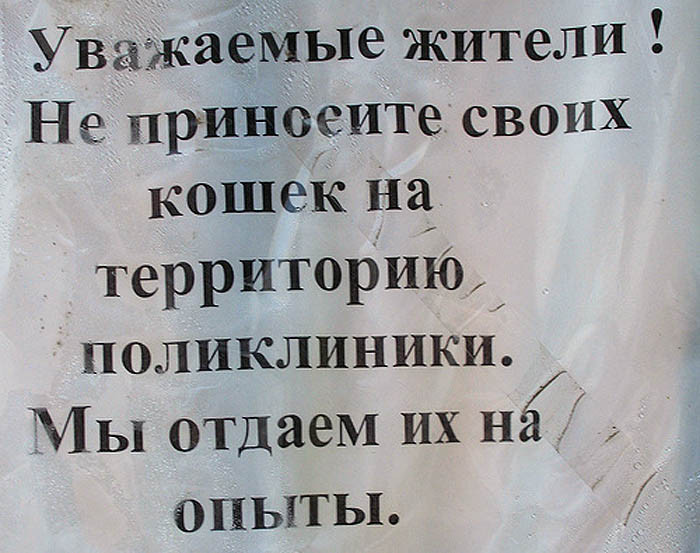 Уважаемые жители !
Не приносите своих
кошек на
территорию
поликлиники.
Мы отдаем их на
опыты.